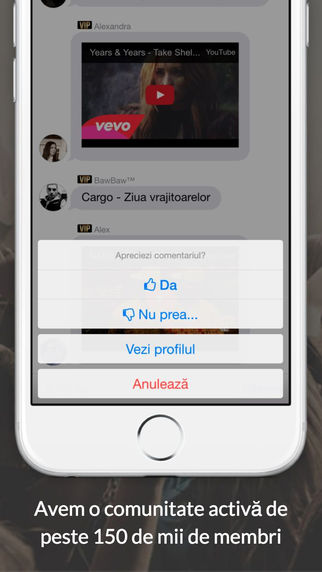 VIP Alexandra
Years & Years - Take Shel... YouTube
vevo
VIP BawBaw™
Cargo - Ziua vrajitoarelor
VIP Alex
Apreciezi comentariul?
Da
Nu prea...
Vezi profilul
Anulează
Avem o comunitate activă de
peste 150 de mii de membri